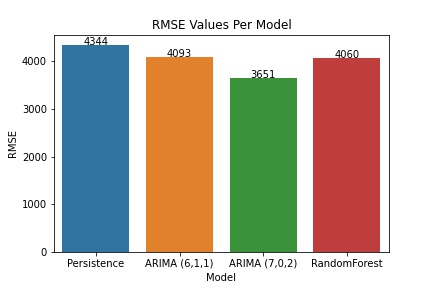 RMSE Values Per Model
4344
4093
3651
4060
4000
3000
2000
1000
0
RMSE
Persistence ARIMA (6,1,1) ARIMA (7,0,2) RandomForest
Model